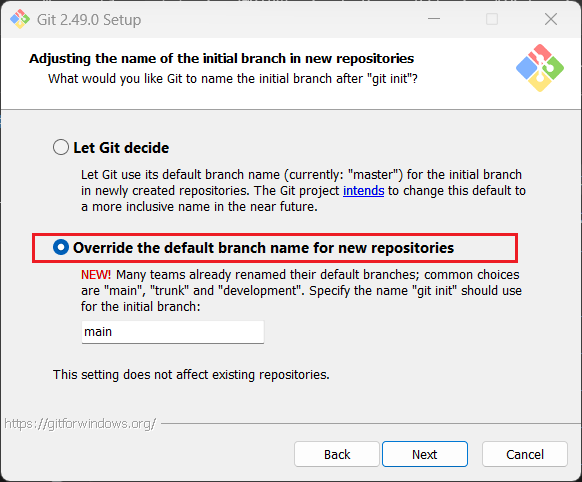 Git 2.49.0 Setup
Adjusting the name of the initial branch in new repositories
What would you like Git to name the initial branch after "git init"?
Let Git decide
Let Git use its default branch name (currently: "master") for the initial branch
in newly created repositories. The Git project intends to change this default to
a more inclusive name in the near future.
Override the default branch name for new repositories
NEW! Many teams already renamed their default branches; common choices
are "main", "trunk" and "development". Specify the name "git init" should use
for the initial branch:
main
This setting does not affect existing repositories.
https://gitforwindows.org/
Back
Next
Cancel